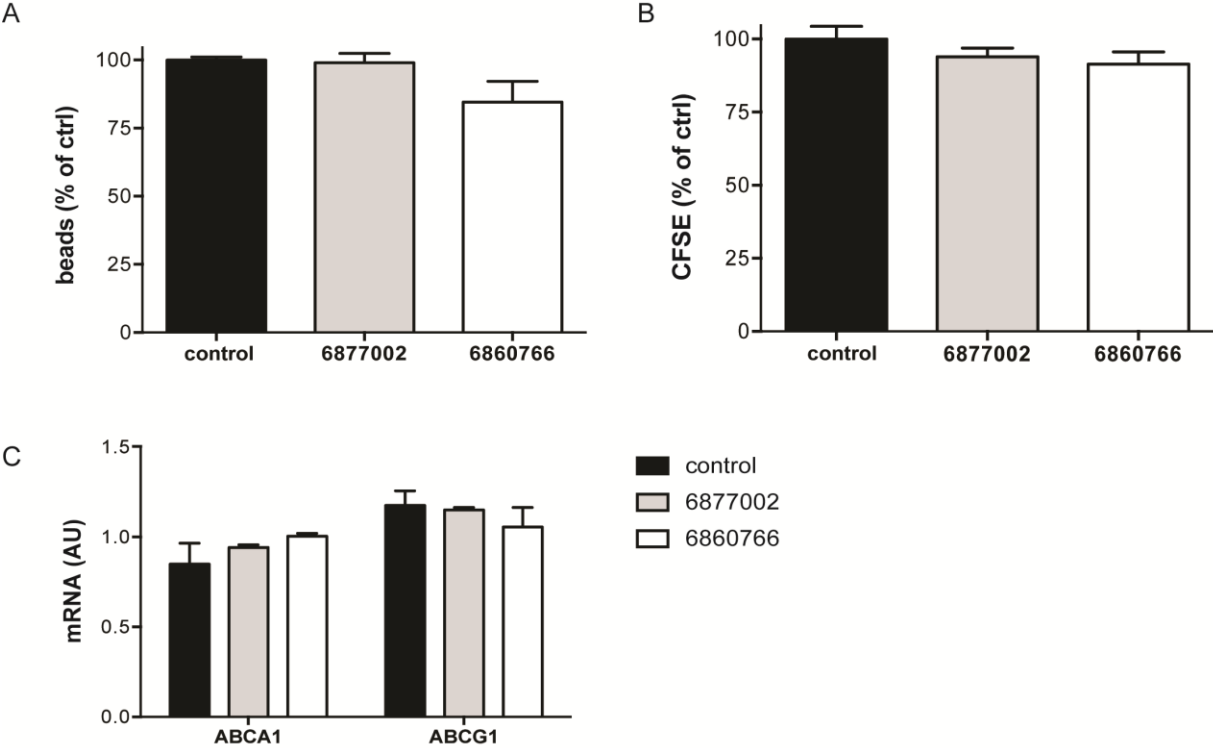 A
beads (% of ctrl)
100
75
50
25
0
control 6877002 6860766
B
CFSE (% of ctrl)
100
75
50
25
0
control 6877002 6860766
C
mRNA (AU)
1.5
1.0
0.5
0.0
ABCA1 ABCG1
control
6877002
6860766